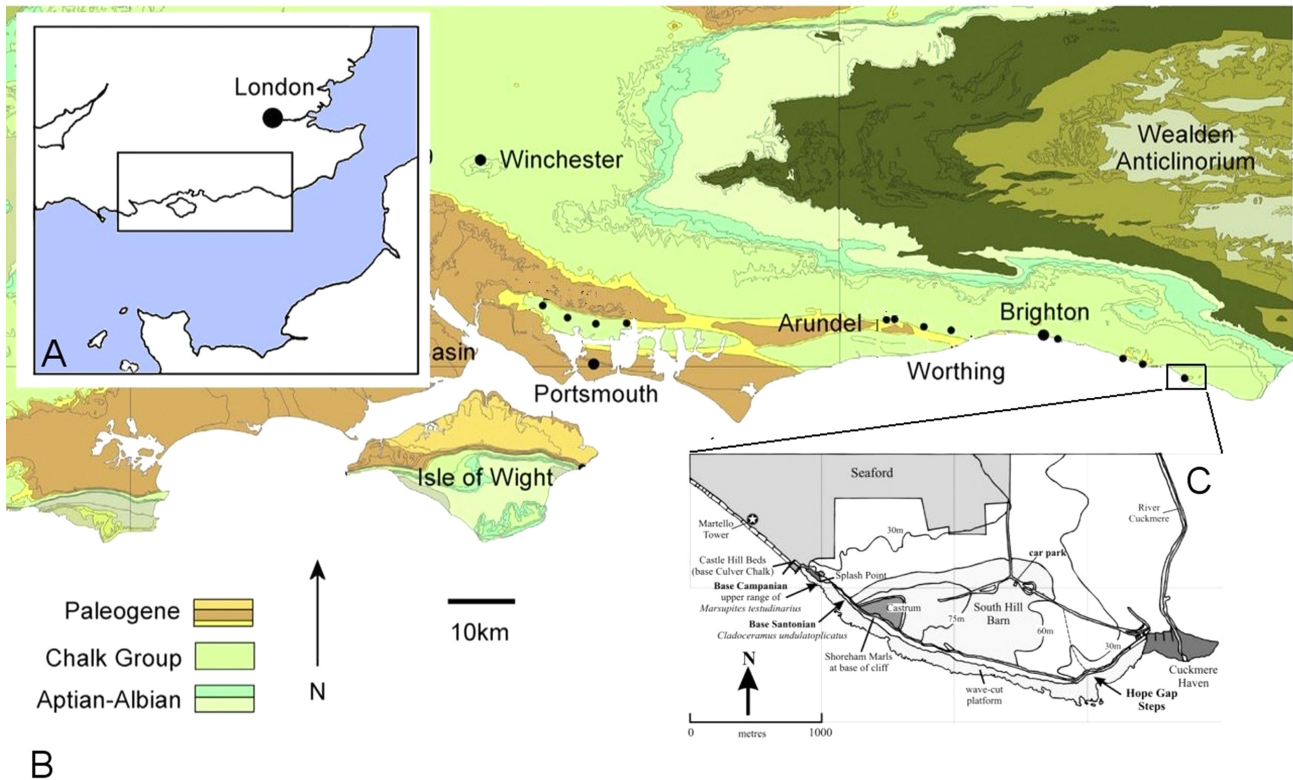 London
A
Winchester
Wealden
Anticlinorium
Arundel
Brighton
asin
Portsmouth
Worthing
Isle of Wight
Paleogene
Chalk Group
Aptian-Albian
N
10km
B
C
Seaford
River
Cuckmere
Martello
Tower
30m
car park
Castle Hill Beds
(base Culver Chalk)
Splash Point
Base Campanian
upper range of
Marsupites testudinarius
Castrum
South Hill
Barn
75m
60m
Base Santonian
Cladoceramus undulatoplicatus
30m
Shoreham Marls
at base of cliff
N
wave-cut
platform
Hope Gap
Steps
Cuckmere
Haven
0
metres
1000